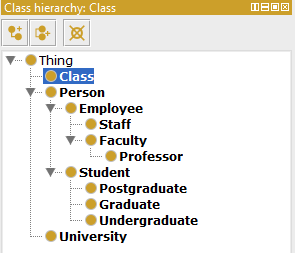 Class hierarchy: Class
Thing
Class
Person
Employee
Staff
Faculty
Professor
Student
Postgraduate
Graduate
Undergraduate
University